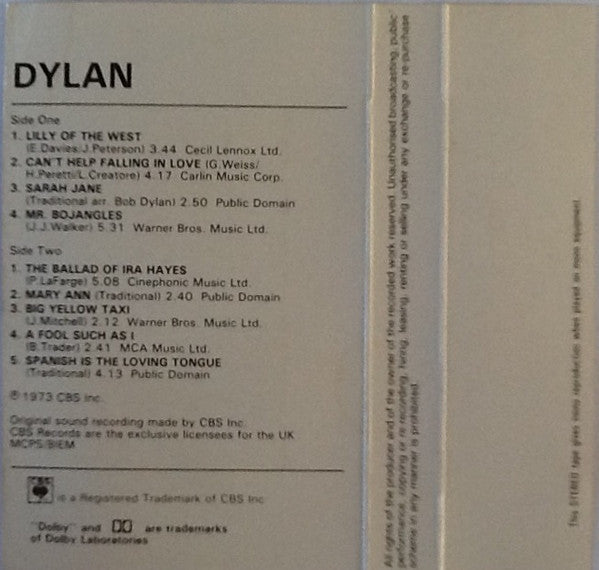 DYLAN
Side One
1. LILLY OF THE WEST
(E.Davies/J.Peterson) 3.44 Cecil Lennox Ltd.
2. CAN'T HELP FALLING IN LOVE (G.Weiss/
H.Peretti/L.Creatore) 4.17 Carlin Music Corp.
3. SARAH JANE
(Traditional arr. Bob Dylan) 2.50 Public Domain
4. MR. BOJANGLES
(J.J.Walker) 5.31 Warner Bros. Music Ltd.
Side Two
1. THE BALLAD OF IRA HAYES
(P.LaFarge) 5.08 Cinephonic Music Ltd.
2. MARY ANN (Traditional) 2.40 Public Domain
3. BIG YELLOW TAXI
(J.Mitchell) 2.12 Warner Bros. Music Ltd.
4. A FOOL SUCH AS I
(B.Trader) 2.41 MCA Music Ltd.
5. SPANISH IS THE LOVING TONGUE
(Traditional) 4.13 Public Domain
℗ 1973 CBS Inc.
Original sound recording made by CBS Inc.
CBS Records are the exclusive licensees for the UK
MCPS/BIEM
CBS is a Registered Trademark of CBS Inc
"Dolby" and DD are trademarks
of Dolby Laboratories
All rights of the producer and of the owner of the recorded work reserved. Unauthorised broadcasting, public
performance, copying or re-recording, hiring, leasing, renting or selling under any exchange or re-purchase
scheme in any manner is prohibited.
This STEREO tape gives mono reproduction when played on mono equipment.